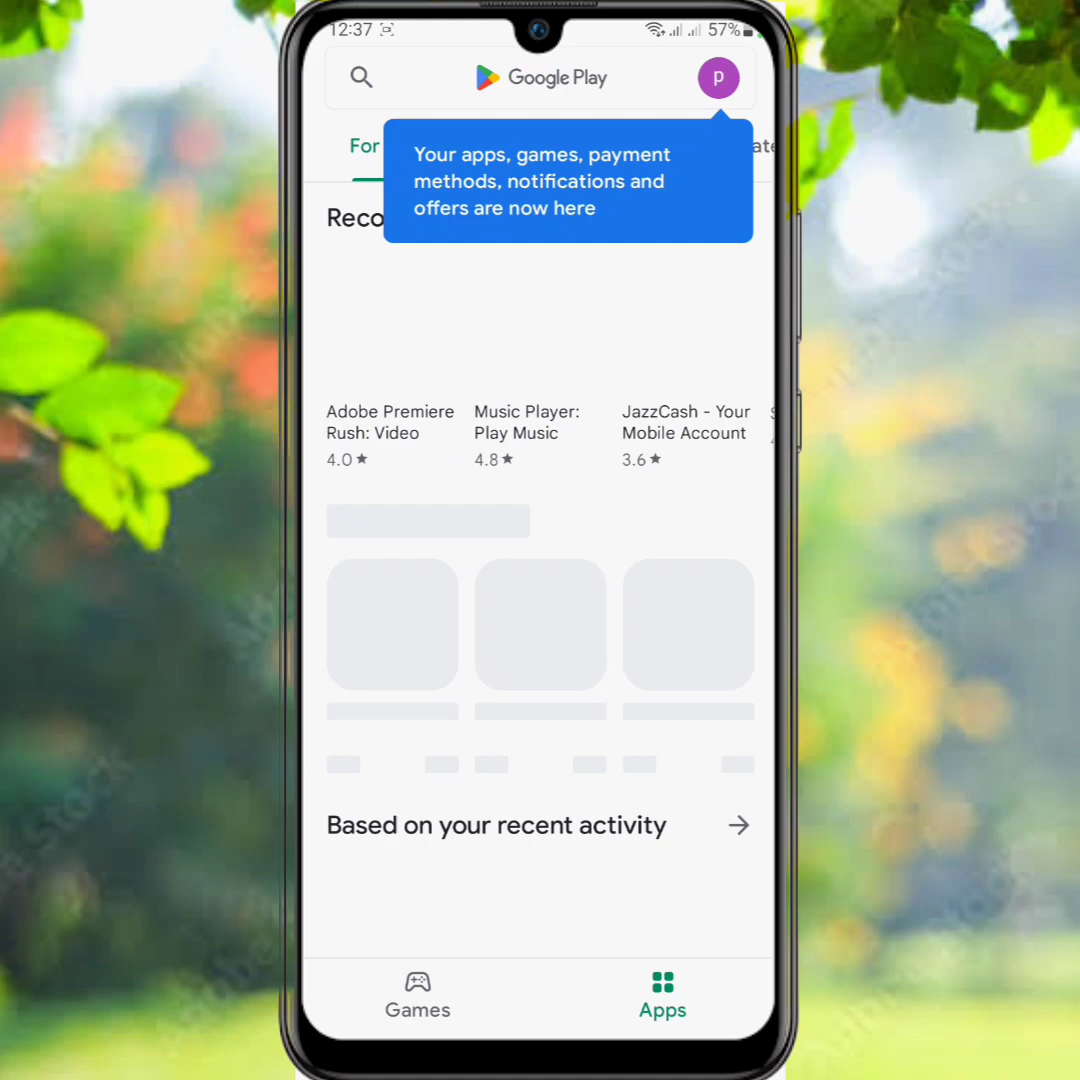 12:37
57%
Google Play
p
For
Your apps, games, payment
methods, notifications and
offers are now here
Adobe Premiere
Rush: Video
4.0★
Music Player:
Play Music
4.8★
JazzCash - Your
Mobile Account
3.6★
Based on your recent activity
Games
Apps